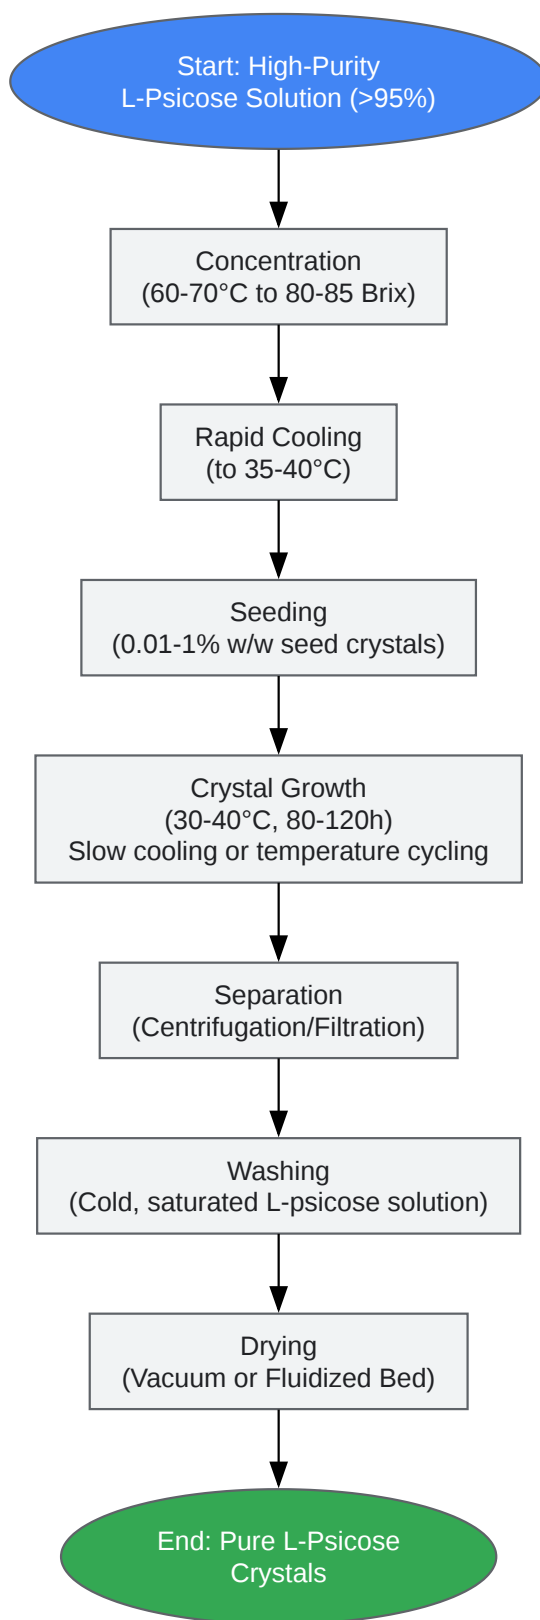 Start: High-Purity
L-Psicose Solution (>95%)
Concentration
(60-70°C to 80-85 Brix)
Rapid Cooling
(to 35-40°C)
Seeding
(0.01-1% w/w seed crystals)
Crystal Growth
(30-40°C, 80-120h)
Slow cooling or temperature cycling
Separation
(Centrifugation/Filtration)
Washing
(Cold, saturated L-psicose solution)
Drying
(Vacuum or Fluidized Bed)
End: Pure L-Psicose
Crystals